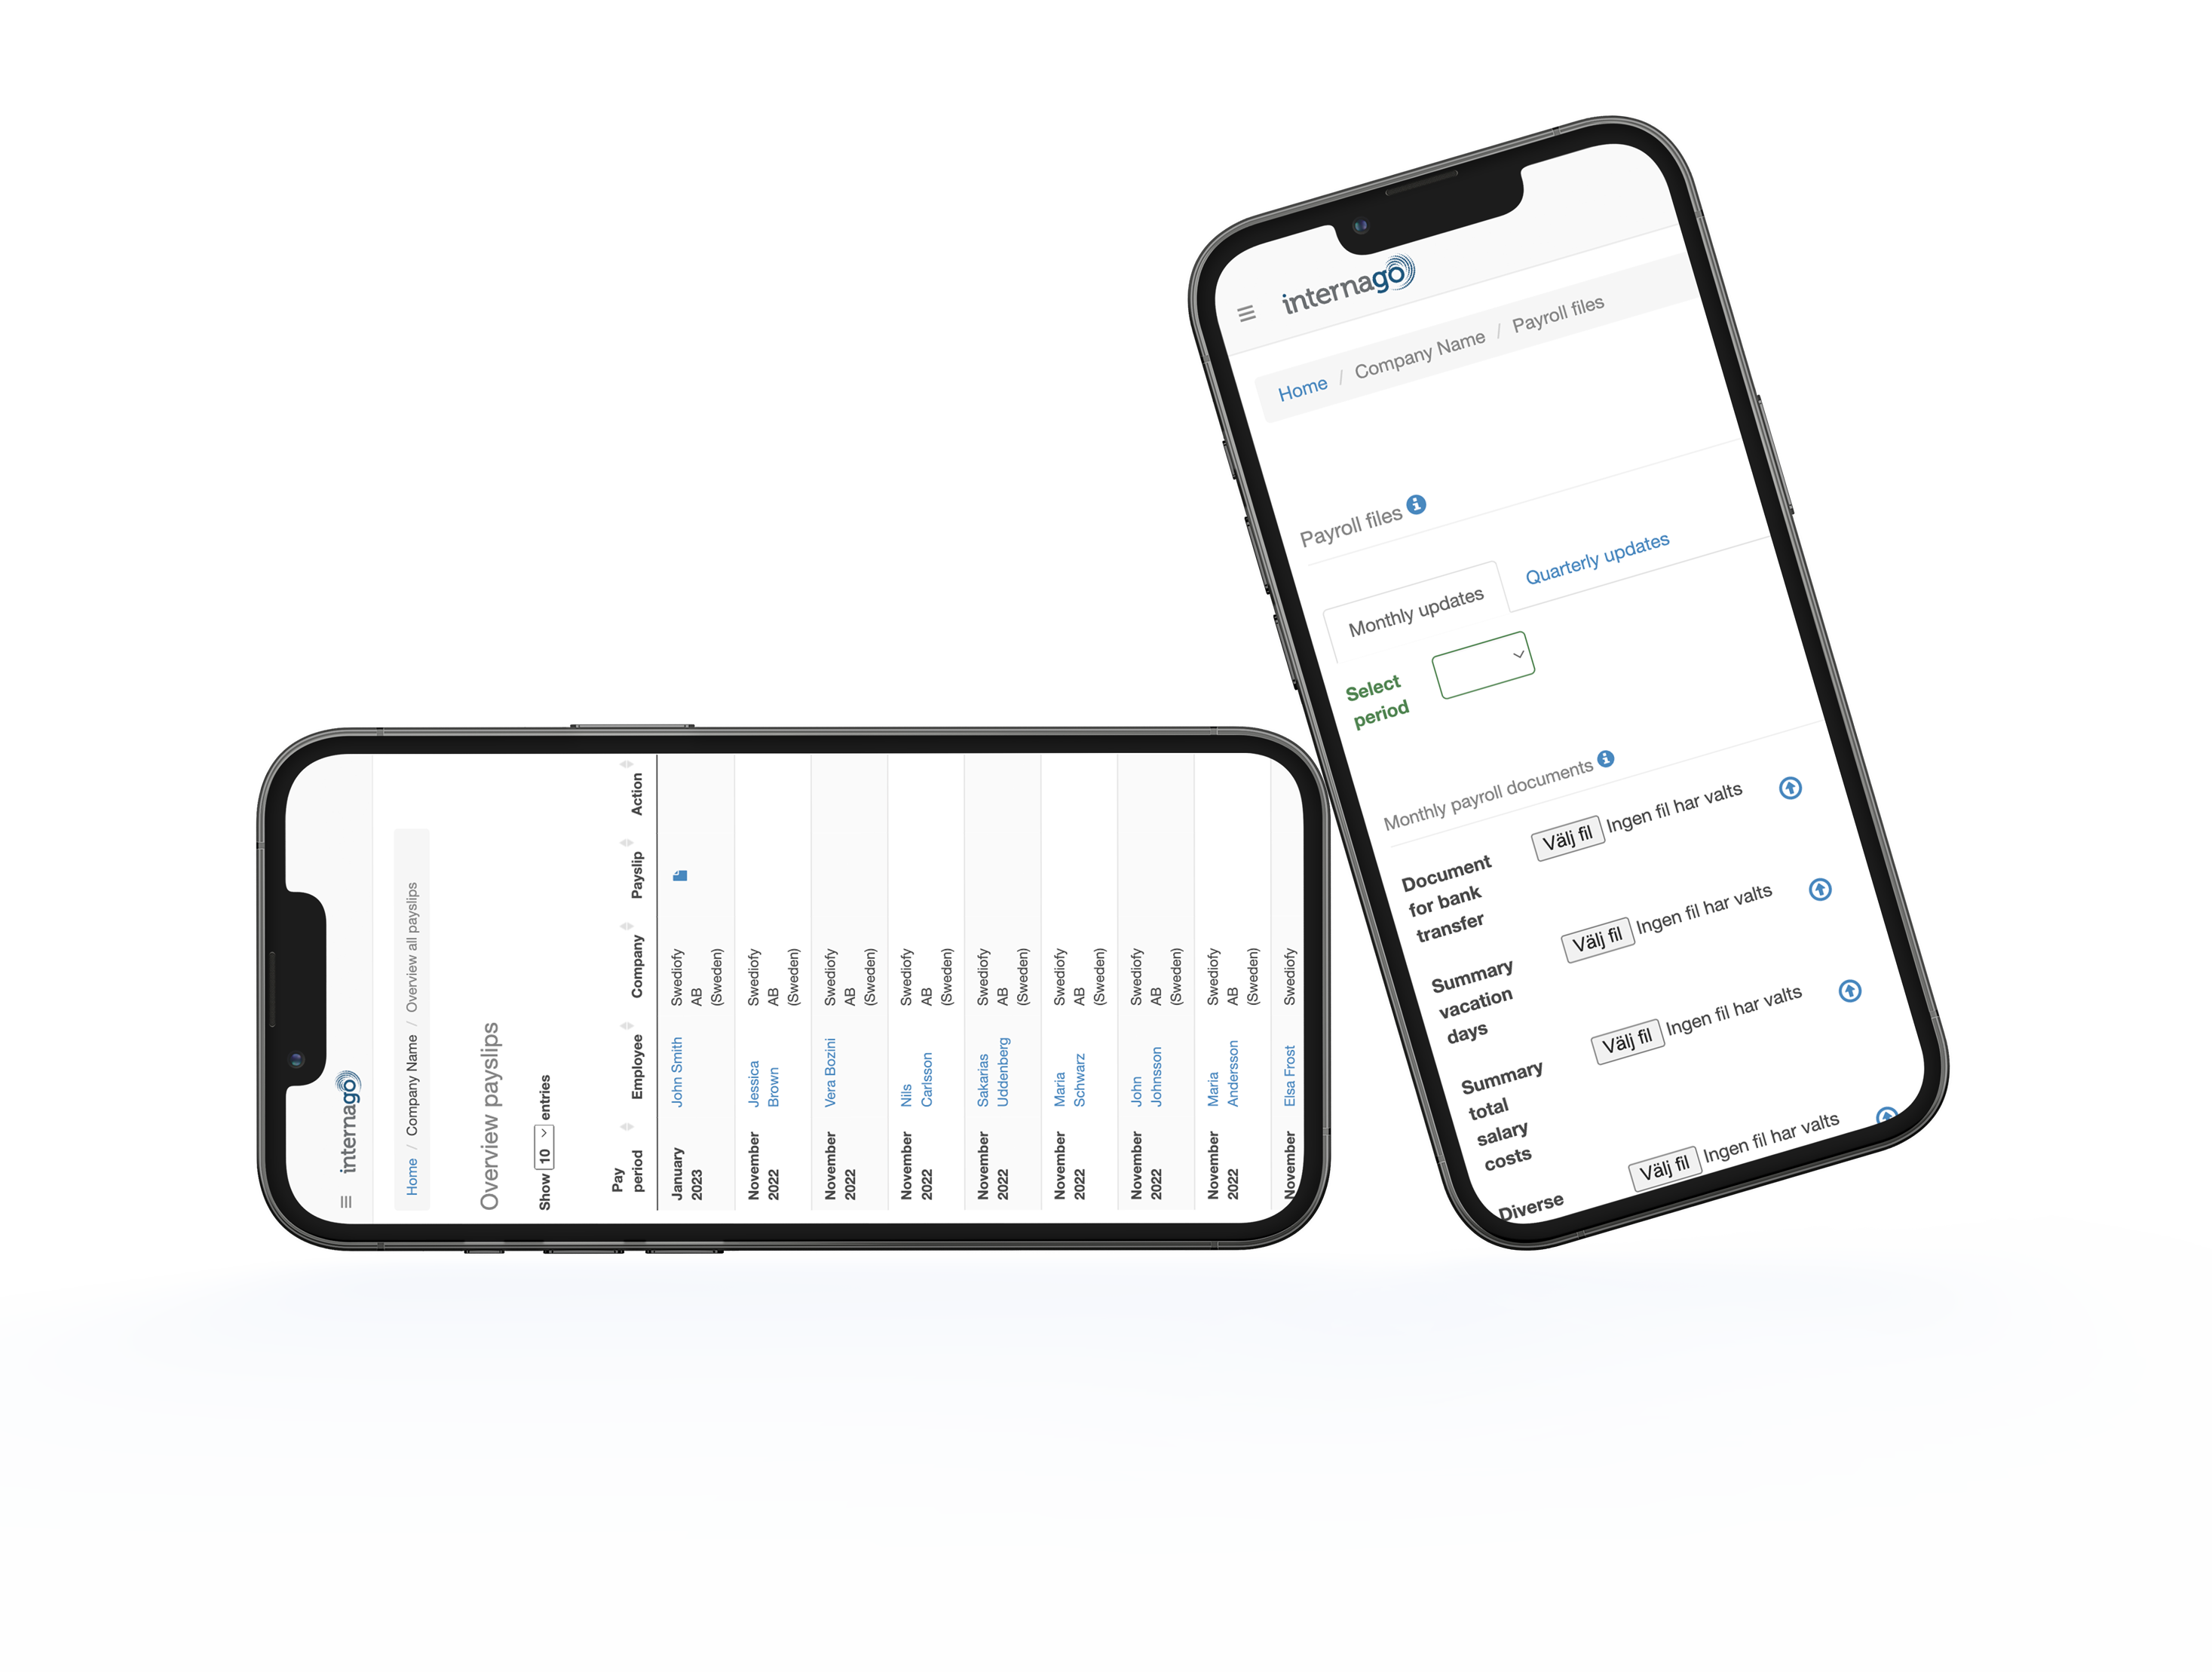 internago
Home / Company Name / Overview all payslips
Overview payslips
Show 10 entries
Pay period Employee Company Payslip Action
January 2023 John Smith Swediofy AB (Sweden)
November 2022 Jessica Brown Swediofy AB (Sweden)
November 2022 Vera Bozini Swediofy AB (Sweden)
November 2022 Nils Carlsson Swediofy AB (Sweden)
November 2022 Sakarias Uddenberg Swediofy AB (Sweden)
November 2022 Maria Schwarz Swediofy AB (Sweden)
November 2022 John Johnsson Swediofy AB (Sweden)
November 2022 Maria Andersson Swediofy AB (Sweden)
November Elsa Frost Swediofy
internago
Home / Company Name / Payroll files
Payroll files
Monthly updates Quarterly updates
Select
period
Monthly payroll documents
Document for bank transfer Välj fil Ingen fil har valts
Summary vacation days Välj fil Ingen fil har valts
Summary total salary costs Välj fil Ingen fil har valts
Diverse Välj fil Ingen fil har valts